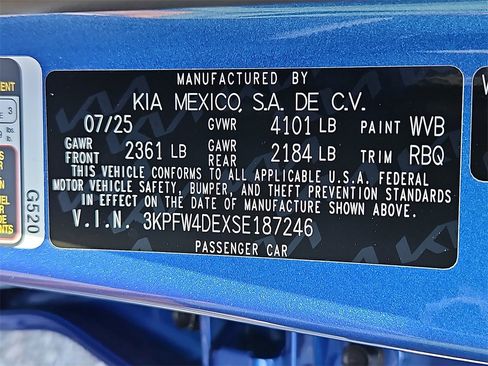 MANUFACTURED BY
KIA MEXICO, S.A. DE C.V.
07/25 GVWR 4101 LB PAINT WVB
GAWR FRONT 2361 LB GAWR REAR 2184 LB TRIM RBQ
THIS VEHICLE CONFORMS TO ALL APPLICABLE U.S.A. FEDERAL
MOTOR VEHICLE SAFETY, BUMPER, AND THEFT PREVENTION STANDARDS
IN EFFECT ON THE DATE OF MANUFACTURE SHOWN ABOVE.
V.I.N. 3KPFW4DEXSE187246
PASSENGER CAR
G520
3
lbs.